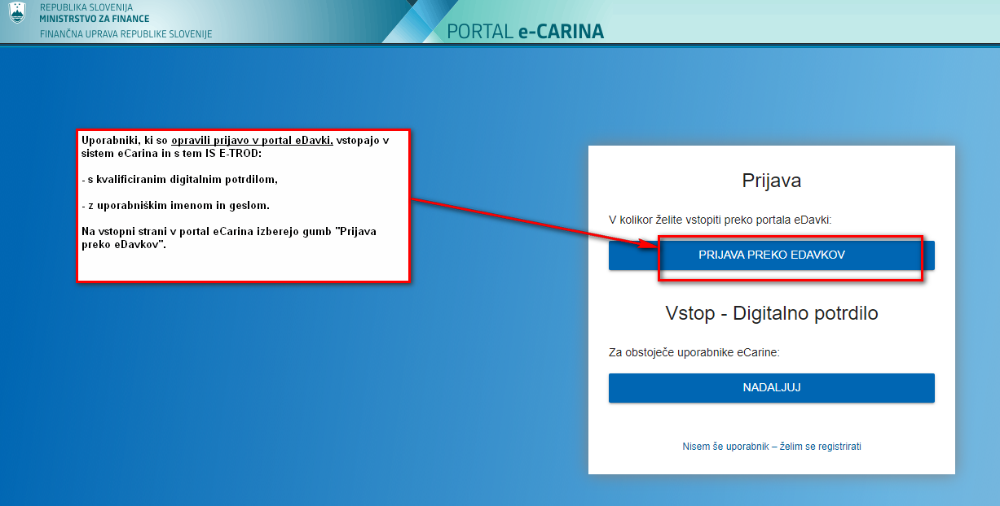 REPUBLIKA SLOVENIJA
MINISTRSTVO ZA FINANCE
FINANČNA UPRAVA REPUBLIKE SLOVENIJE
PORTAL e-CARINA
Uporabniki, ki so opravili prijavo v portal eDavki, vstopajo v
sistem eCarina in s tem IS E-TROD:
- s kvalificiranim digitalnim potrdilom,
- z uporabniškim imenom in geslom.
Na vstopni strani v portal eCarina izberejo gumb "Prijava
preko eDavkov".
Prijava
V kolikor želite vstopiti preko portala eDavki:
PRIJAVA PREKO EDAVKOV
Vstop - Digitalno potrdilo
Za obstoječe uporabnike eCarine:
NADALJUJ
Nisem še uporabnik – želim se registrirati